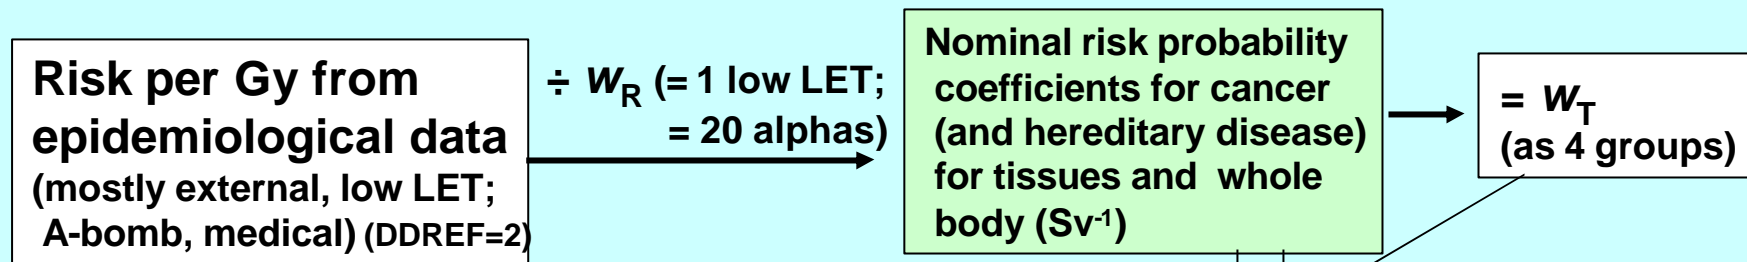 Risk per Gy from
epidemiological data
(mostly external, low LET;
A-bomb, medical) (DDREF=2)
÷ wR (= 1 low LET;
= 20 alphas)
Nominal risk probability
coefficients for cancer
(and hereditary disease)
for tissues and whole
body (Sv-1)
= wT
(as 4 groups)